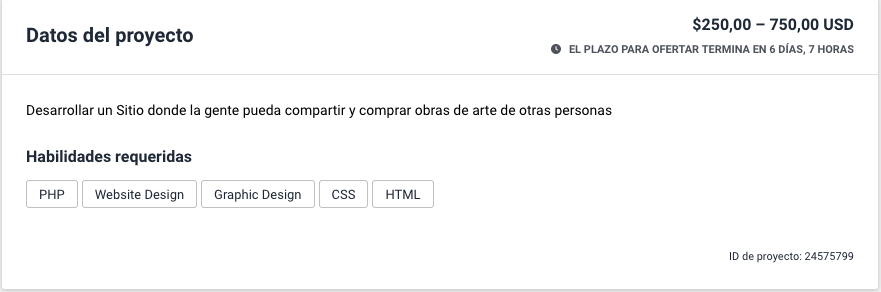 Datos del proyecto
$250,00 – 750,00 USD
EL PLAZO PARA OFERTAR TERMINA EN 6 DÍAS, 7 HORAS
Desarrollar un Sitio donde la gente pueda compartir y comprar obras de arte de otras personas
Habilidades requeridas
PHP
Website Design
Graphic Design
CSS
HTML
ID de proyecto: 24575799